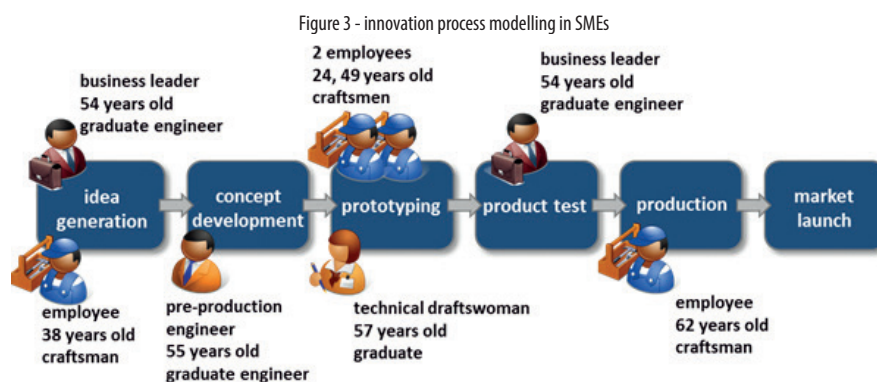 Figure 3 - innovation process modelling in SMEs
business leader
54 years old
graduate engineer
2 employees
24, 49 years old
craftsmen
business leader
54 years old
graduate engineer
idea
generation
concept
development
prototyping
product test
production
market
launch
employee
38 years old
craftsman
pre-production
engineer
55 years old
graduate engineer
technical draftswoman
57 years old
graduate
employee
62 years old
craftsman